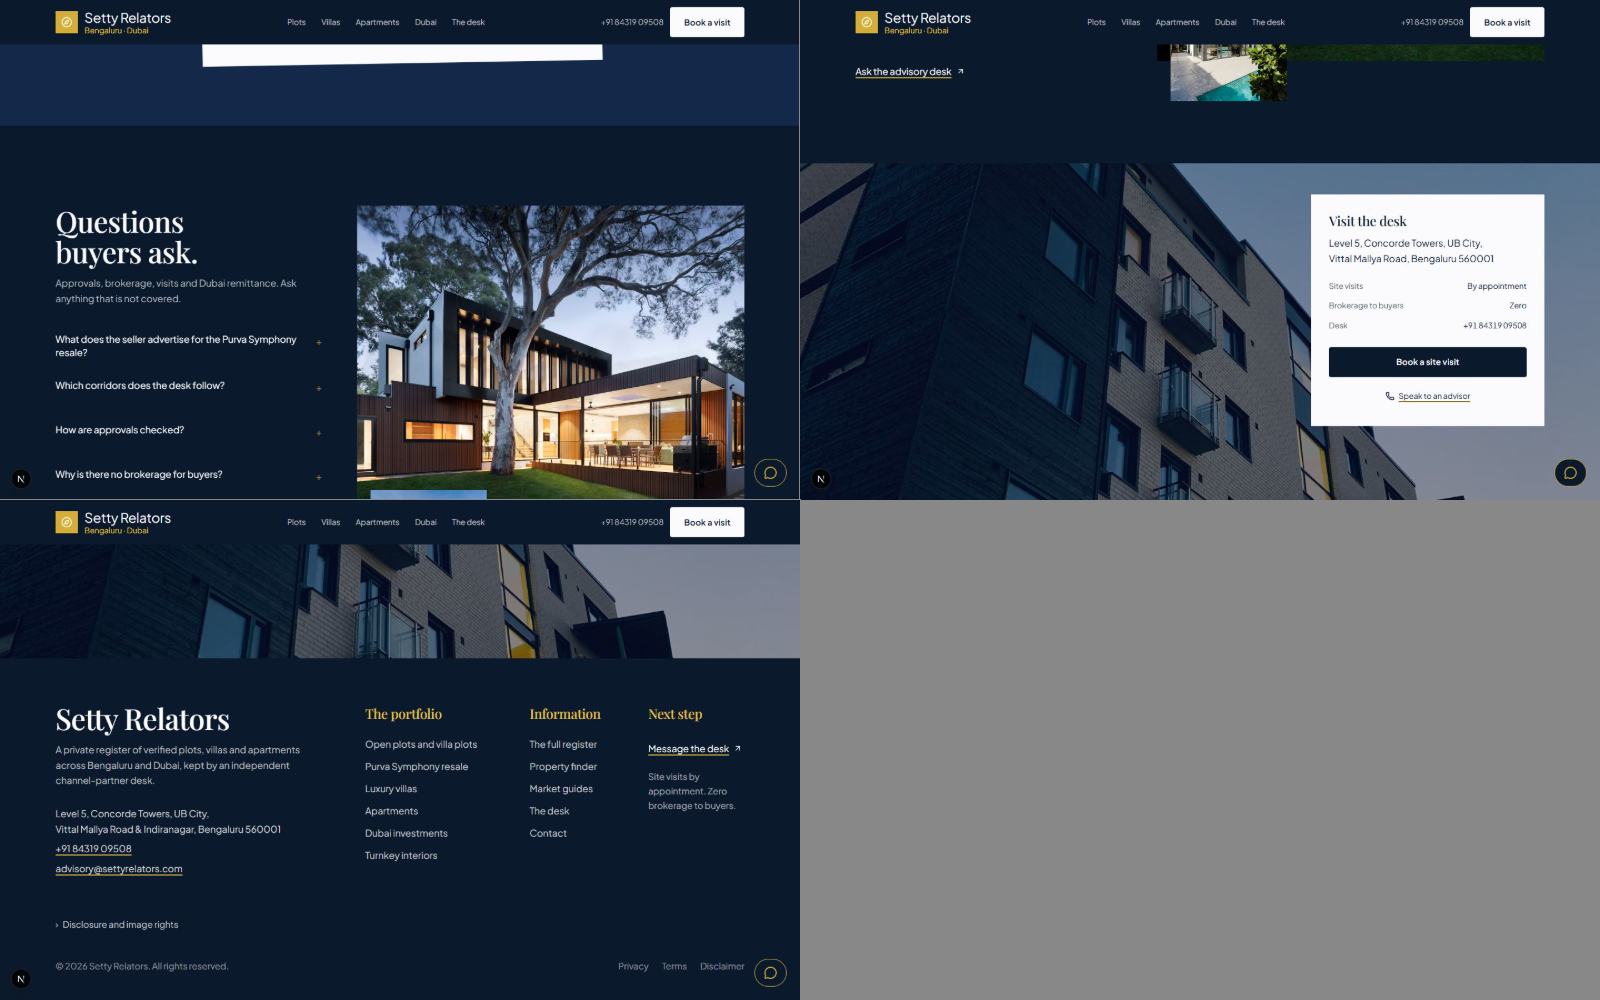 Setty Relators
Bengaluru · Dubai
Plots Villas Apartments Dubai The desk
+91 84319 09508
Book a visit
Questions
buyers ask.
Approvals, brokerage, visits and Dubai remittance. Ask
anything that is not covered.
What does the seller advertise for the Purva Symphony
resale?
+
Which corridors does the desk follow?
+
How are approvals checked?
+
Why is there no brokerage for buyers?
+
N
Setty Relators
Bengaluru · Dubai
Plots Villas Apartments Dubai The desk
+91 84319 09508
Book a visit
Ask the advisory desk ↗
Visit the desk
Level 5, Concorde Towers, UB City,
Vittal Mallya Road, Bengaluru 560001
Site visits By appointment
Brokerage to buyers Zero
Desk +91 84319 09508
Book a site visit
Speak to an advisor
N
Setty Relators
Bengaluru · Dubai
Plots Villas Apartments Dubai The desk
+91 84319 09508
Book a visit
Setty Relators
A private register of verified plots, villas and apartments
across Bengaluru and Dubai, kept by an independent
channel-partner desk.
Level 5, Concorde Towers, UB City,
Vittal Mallya Road & Indiranagar, Bengaluru 560001
+91 84319 09508
advisory@settyrelators.com
The portfolio
Open plots and villa plots
Purva Symphony resale
Luxury villas
Apartments
Dubai investments
Turnkey interiors
Information
The full register
Property finder
Market guides
The desk
Contact
Next step
Message the desk ↗
Site visits by
appointment. Zero
brokerage to buyers.
› Disclosure and image rights
© 2026 Setty Relators. All rights reserved.
Privacy Terms Disclaimer
N